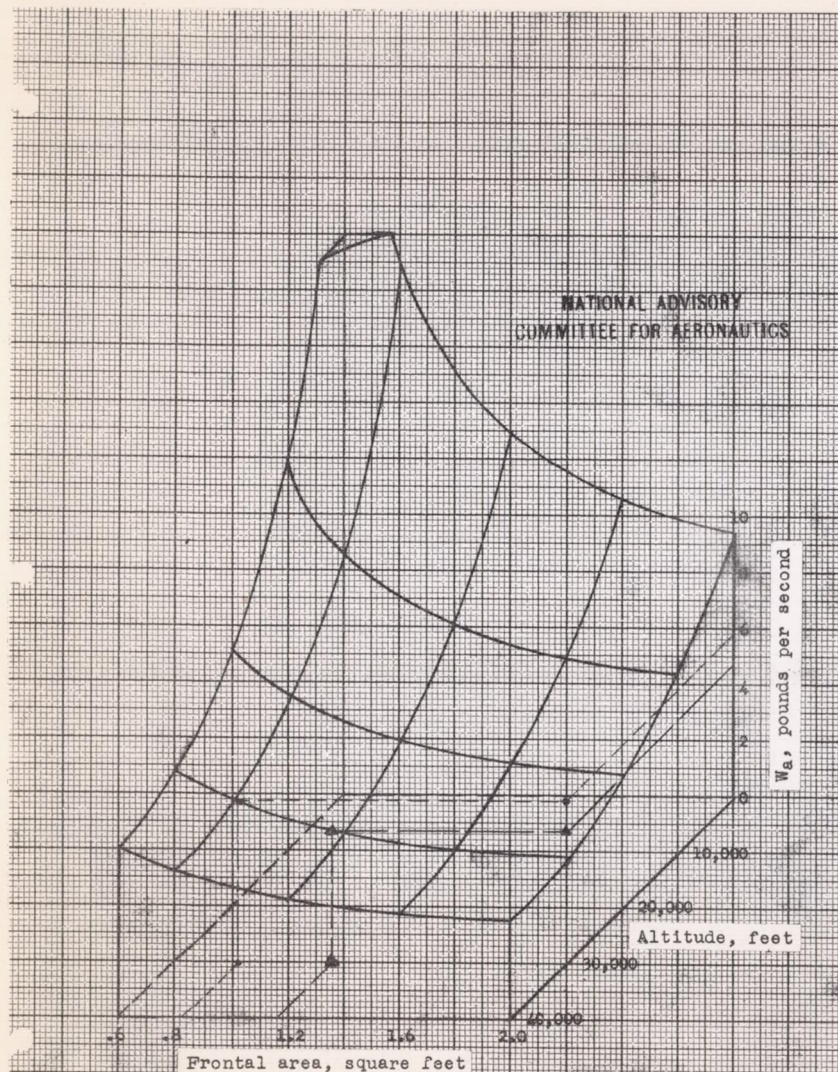 NATIONAL ADVISORY
COMMITTEE FOR AERONAUTICS
10
8
6
4
2
0
Wa, pounds per second
10,000
20,000
30,000
40,000
Altitude, feet
.6 .8 1.2 1.6 2.0
Frontal area, square feet